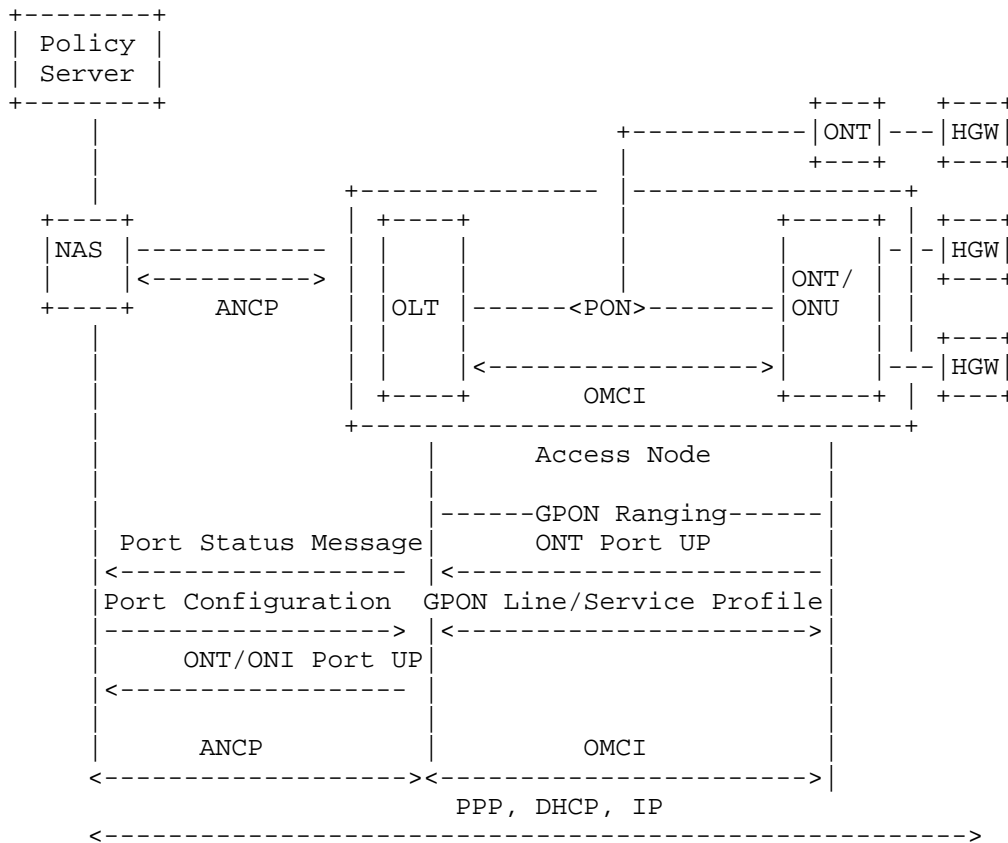 Policy
Server
ONT HGW
NAS HGW
ONT/
ANCP OLT <PON> ONU
HGW
OMCI
Access Node
GPON Ranging
Port Status Message ONT Port UP
Port Configuration GPON Line/Service Profile
ONT/ONI Port UP
ANCP OMCI
PPP, DHCP, IP